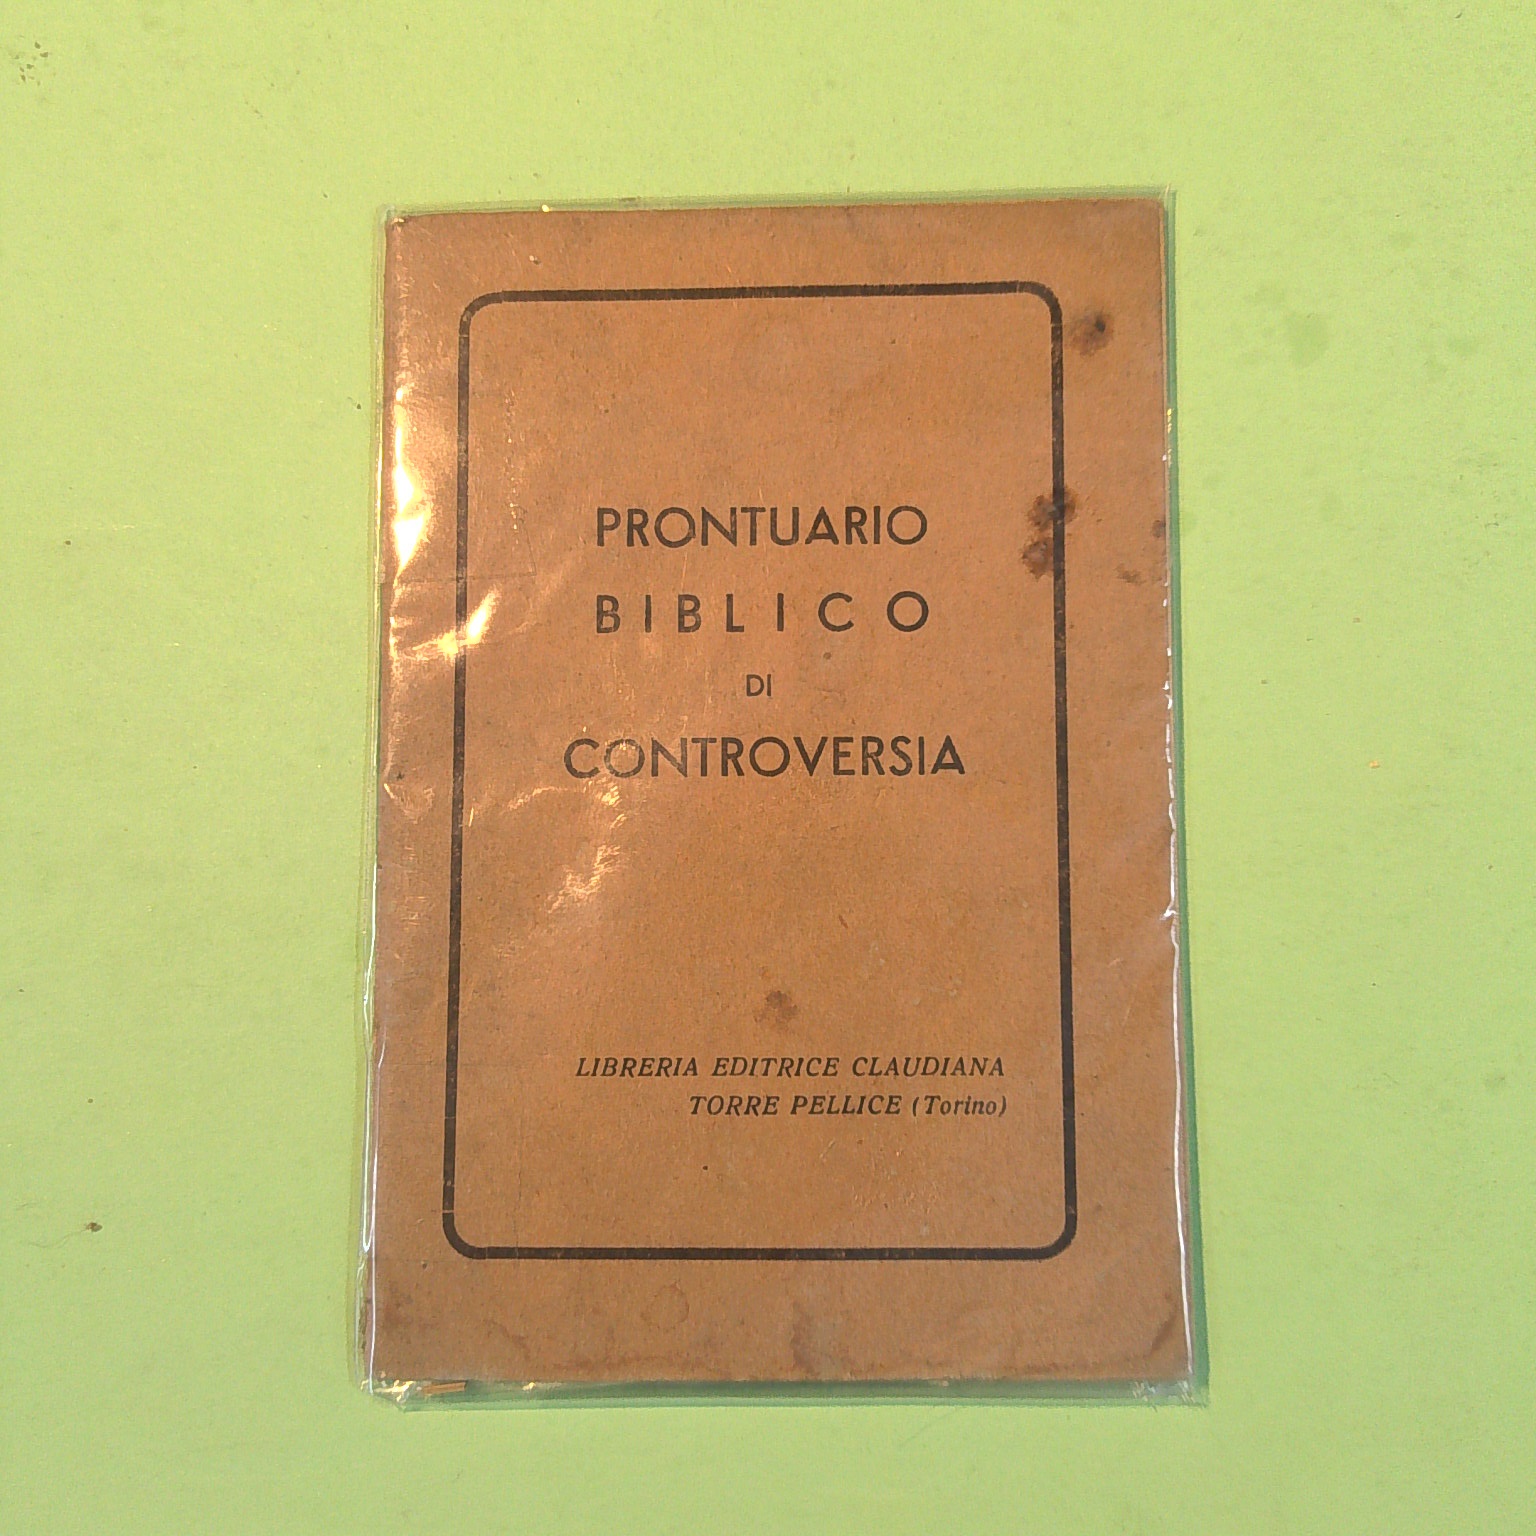 PRONTUARIO
BIBLICO
DI
CONTROVERSIA
LIBRERIA EDITRICE CLAUDIANA
TORRE PELLICE (Torino)